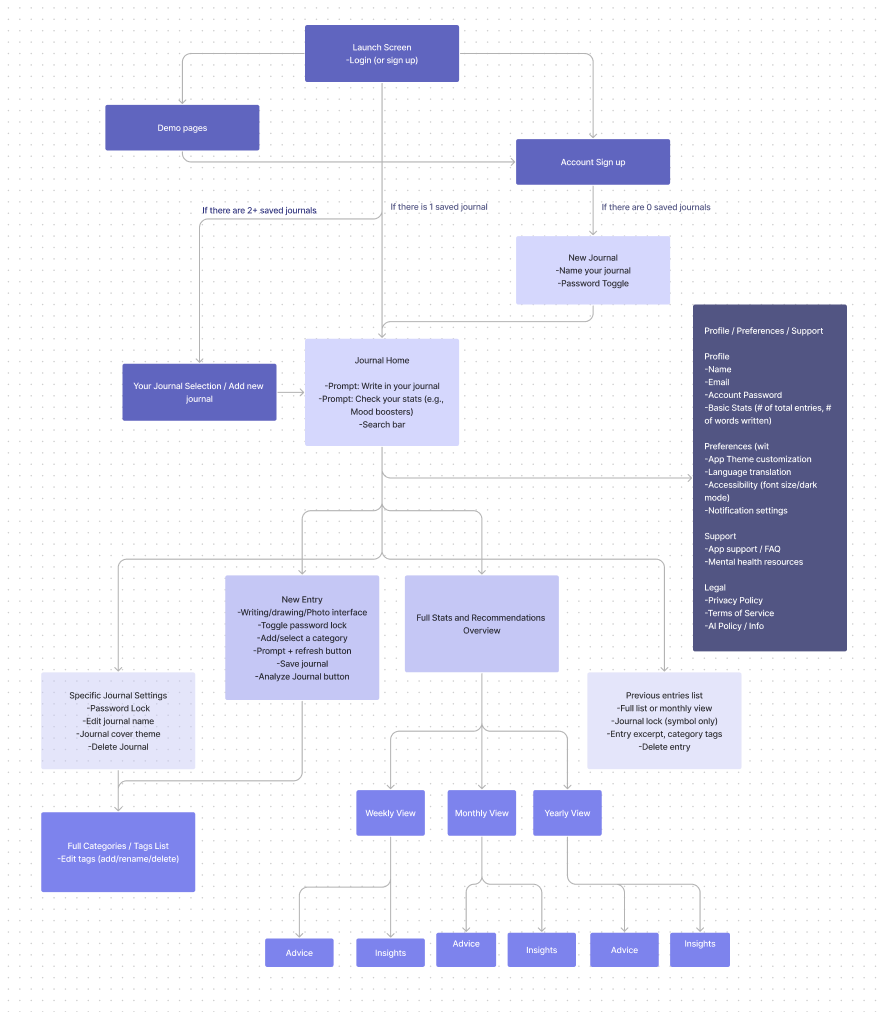 Launch Screen
-Login (or sign up)
Demo pages
Account Sign up
If there are 2+ saved journals
If there is 1 saved journal
If there are 0 saved journals
New Journal
-Name your journal
-Password Toggle
Your Journal Selection / Add new
journal
Journal Home
-Prompt: Write in your journal
-Prompt: Check your stats (e.g.,
Mood boosters)
-Search bar
Profile / Preferences / Support
Profile
-Name
-Email
-Account Password
-Basic Stats (# of total entries, #
of words written)
Preferences (wit
-App Theme customization
-Language translation
-Accessibility (font size/dark
mode)
-Notification settings
Support
-App support / FAQ
-Mental health resources
Legal
-Privacy Policy
-Terms of Service
-AI Policy / Info
New Entry
-Writing/drawing/Photo interface
-Toggle password lock
-Add/select a category
-Prompt + refresh button
-Save journal
-Analyze Journal button
Full Stats and Recommendations
Overview
Specific Journal Settings
-Password Lock
-Edit journal name
-Journal cover theme
-Delete Journal
Previous entries list
-Full list or monthly view
-Journal lock (symbol only)
-Entry excerpt, category tags
-Delete entry
Full Categories / Tags List
-Edit tags (add/rename/delete)
Weekly View
Monthly View
Yearly View
Advice
Insights
Advice
Insights
Advice
Insights